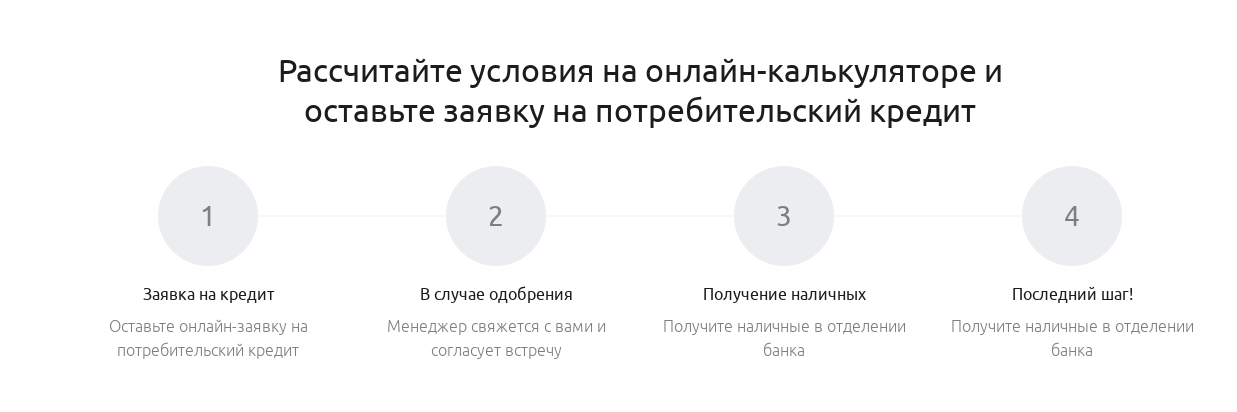 Рассчитайте условия на онлайн-калькуляторе и
оставьте заявку на потребительский кредит
1
2
3
4
Заявка на кредит
Оставьте онлайн-заявку на
потребительский кредит
В случае одобрения
Менеджер свяжется с вами и
согласует встречу
Получение наличных
Получите наличные в отделении
банка
Последний шаг!
Получите наличные в отделении
банка